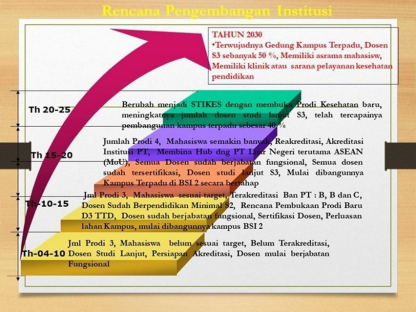 Rencana Pengembangan Institusi
TAHUN 2030
•Terwujudnya Gedung Kampus Terpadu, Dosen
S3 sebanyak 50 %, Memiliki asrama mahasisw,
Memiliki klinik atau sarana pelayanan kesehatan
pendidikan
Th 20-25
Berubah menjadi STIKES dengan membuka Prodi Kesehatan baru,
meningkatnya jumlah dosen studi lanjut S3, telah tercapainya
pembangunan kampus terpadu sebesar 40 %
Th 15-20
Jumlah Prodi 4, Mahasiswa semakin banyak, Reakreditasi, Akreditasi
Institusi PT, Membina Hub dng PT Luar Negeri terutama ASEAN
(MoU), Semua Dosen sudah berjabatan fungsional, Semua dosen
sudah tersertifikasi, Dosen studi lanjut S3, Mulai dibangunnya
Kampus Terpadu di BSI 2 secara bertahap
Th-10-15
Jml Prodi 3, Mahasiswa sesuai target, Terakreditasi Ban PT : B, B dan C,
Dosen Sudah Berpendidikan Minimal S2, Rencana Pembukaan Prodi Baru
D3 TTD, Dosen sudah berjabatan fungsional, Sertifikasi Dosen, Perluasan
lahan Kampus, mulai dibangunnya kampus BSI 2
Th-04-10
Jml Prodi 3, Mahasiswa belum sesuai target, Belum Terakreditasi,
Dosen Studi Lanjut, Persiapan Akreditasi, Dosen mulai berjabatan
Fungsional